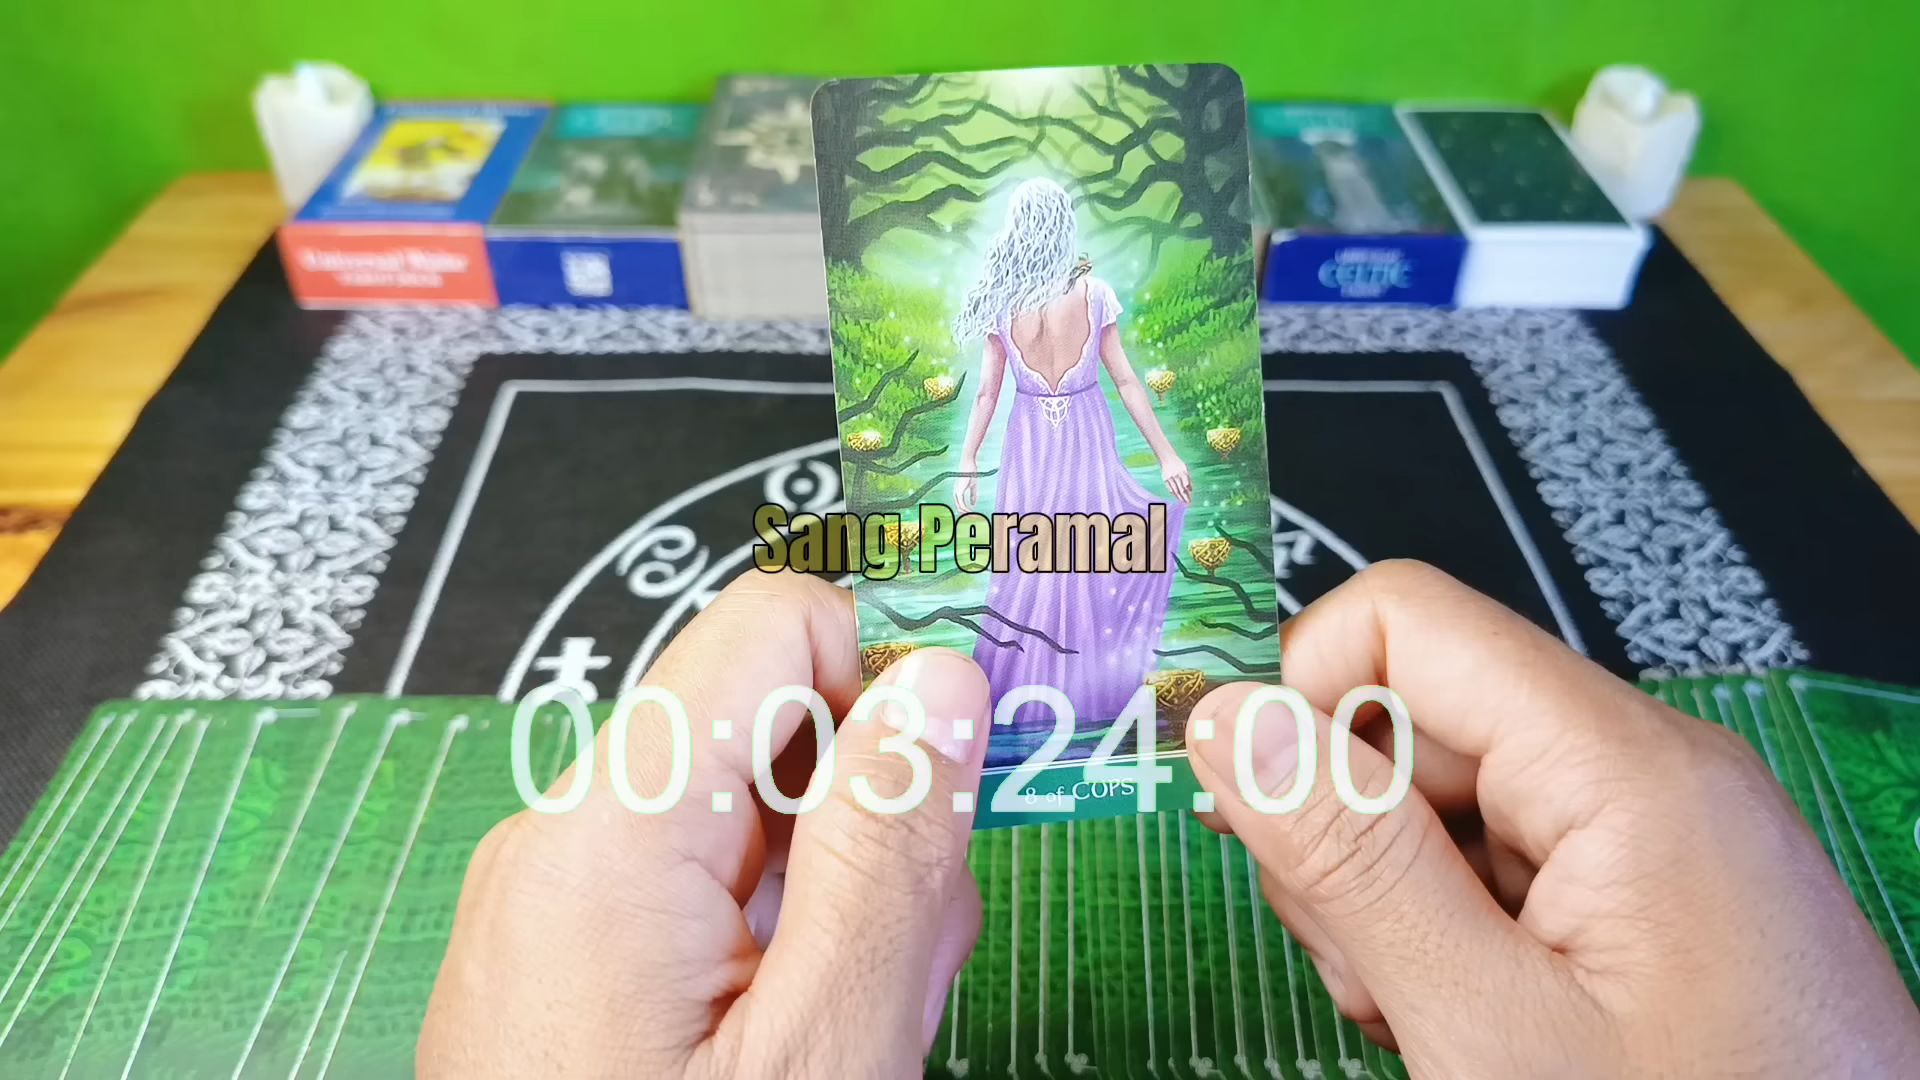 Universal Waite
CELTIC
Sang Peramal
00:03:24:00
8 of CUPS